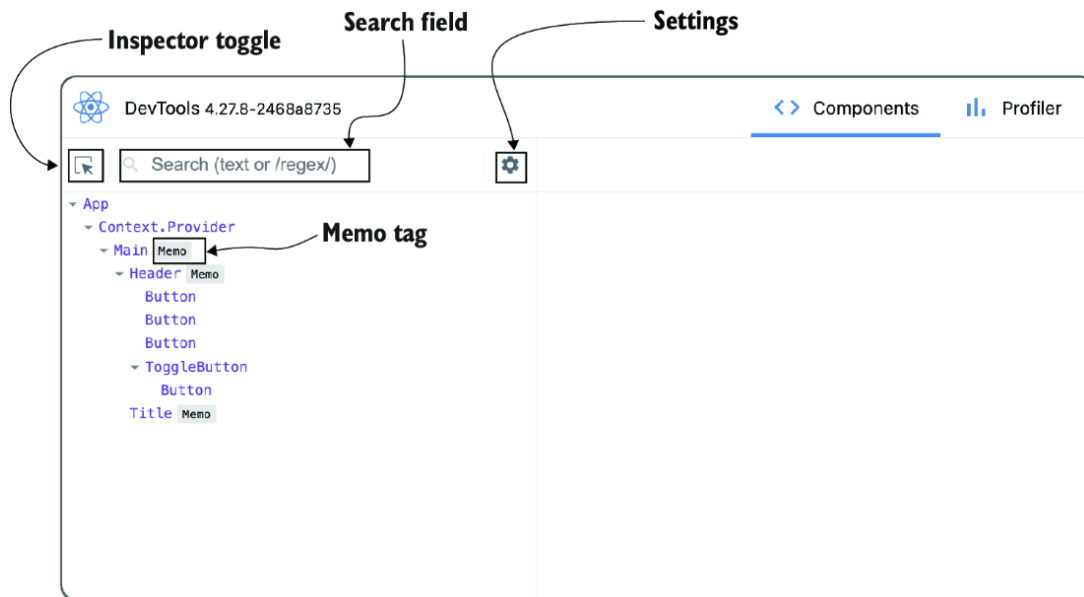 Inspector toggle
Search field
Settings
DevTools 4.27.8-2468a8735
Components
Profiler
Search (text or /regex/)
App
Context.Provider
Main Memo
Memo tag
Header Memo
Button
Button
Button
ToggleButton
Button
Title Memo